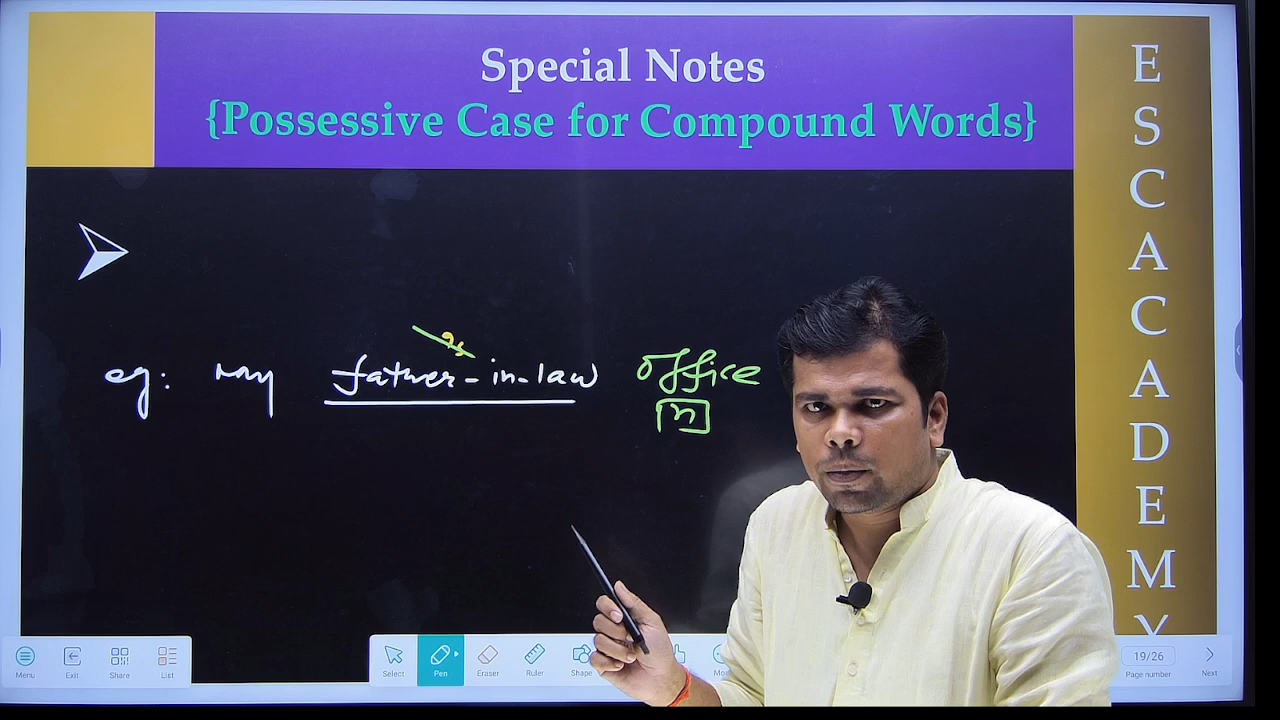 Special Notes
{Possessive Case for Compound Words}
E
S
C
A
C
A
D
E
M
Y
eg: my father-in-law office
's
n
Menu
Exit
Share
List
Select
Pen
Eraser
Ruler
Shape
19/26
Page number
Next